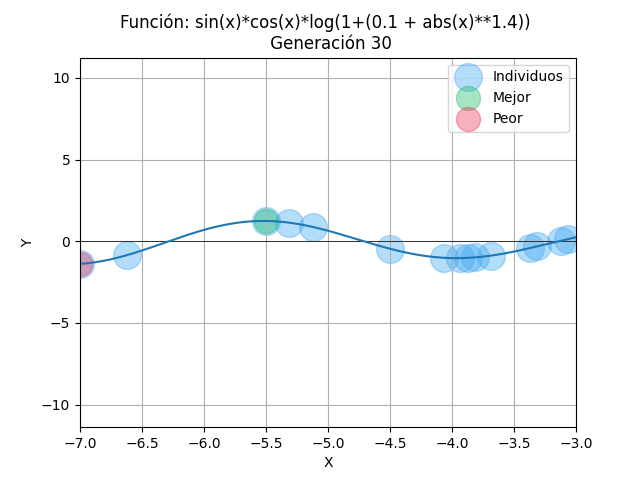 Función: sin(x)*cos(x)*log(1+(0.1 + abs(x)**1.4))
Generación 30
Individuos
Mejor
Peor
10
5
0
−5
−10
Y
−7.0 −6.5 −6.0 −5.5 −5.0 −4.5 −4.0 −3.5 −3.0
X